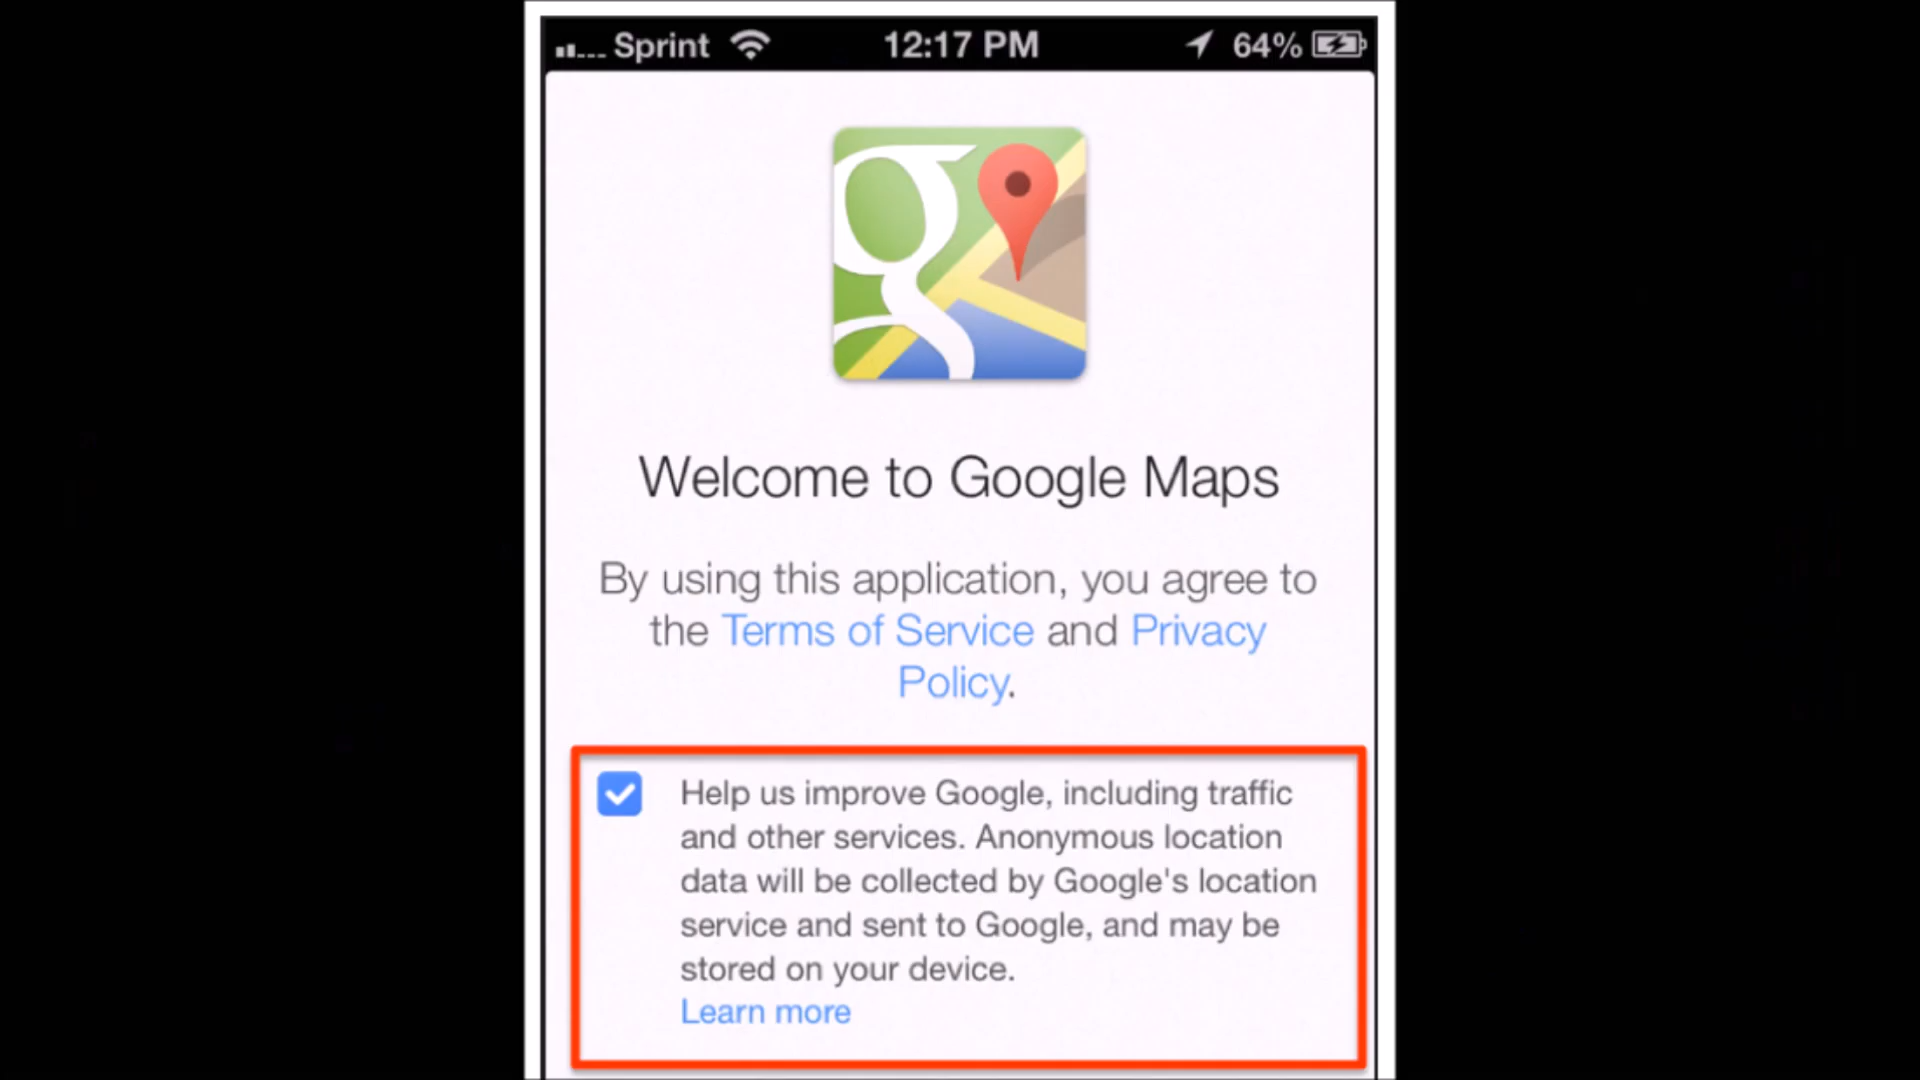 Sprint 12:17 PM 64%
Welcome to Google Maps
By using this application, you agree to
the Terms of Service and Privacy
Policy.
Help us improve Google, including traffic
and other services. Anonymous location
data will be collected by Google's location
service and sent to Google, and may be
stored on your device.
Learn more